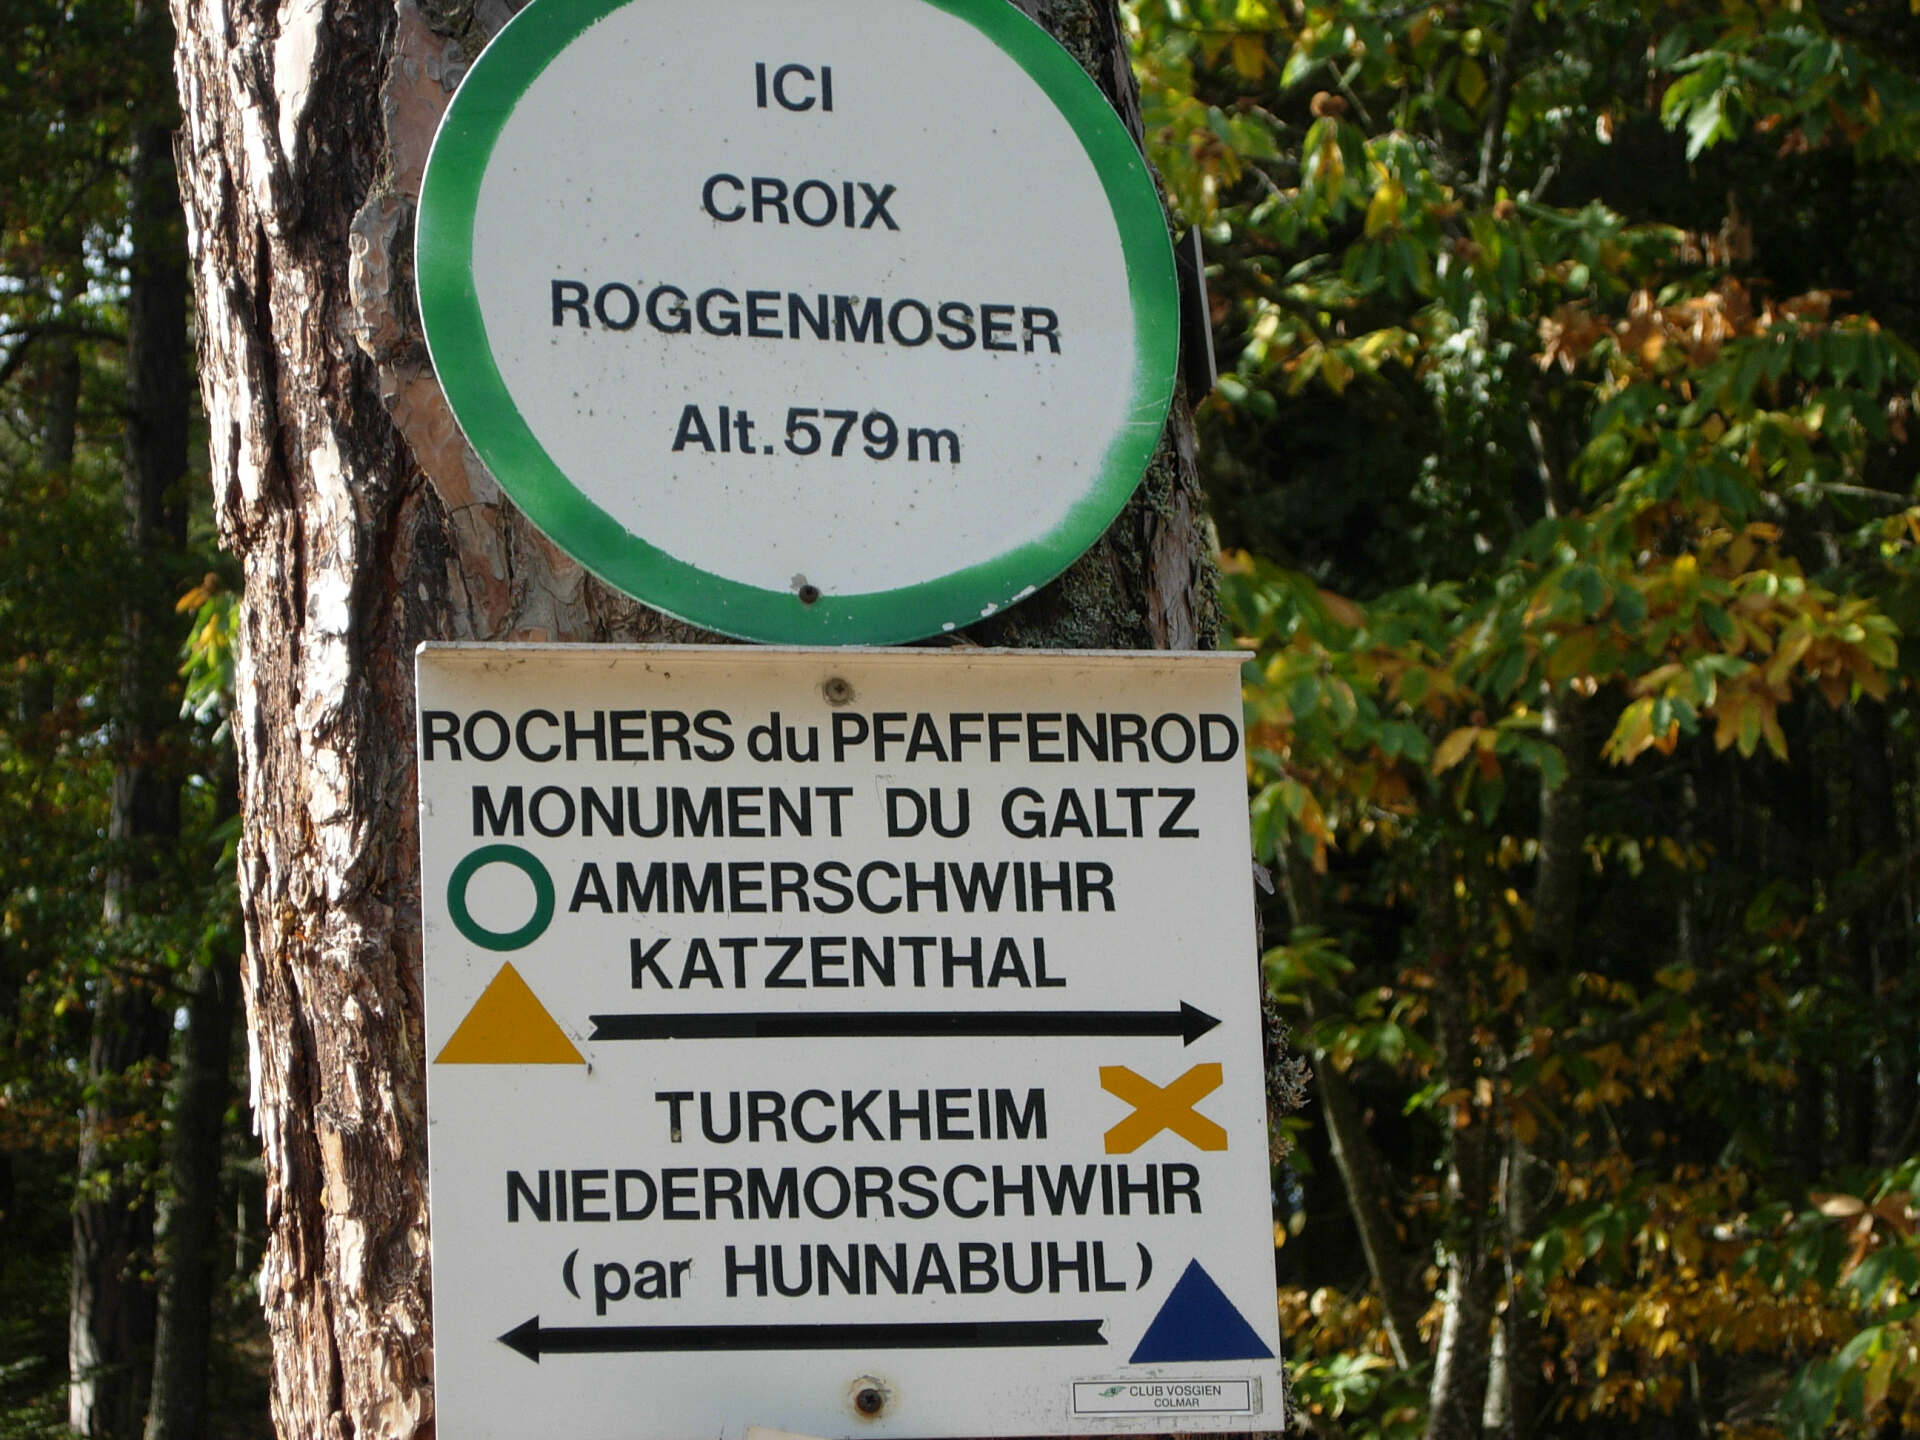 ICI
CROIX
ROGGENMOSER
Alt. 579m
ROCHERS du PFAFFENROD
MONUMENT DU GALTZ
AMMERSCHWIHR
KATZENTHAL
TURCKHEIM
NIEDERMORSCHWIHR
(par HUNNABUHL)
CLUB VOSGIEN
COLMAR